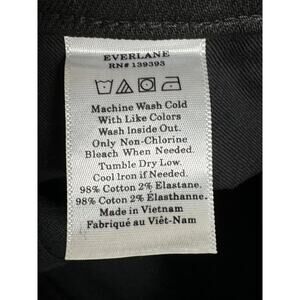 EVERLANE
RN# 139393
Machine Wash Cold
With Like Colors
Wash Inside Out.
Only Non-Chlorine
Bleach When Needed.
Tumble Dry Low.
Cool Iron if Needed.
98% Cotton 2% Elastane.
98% Cotton 2% Elasthanne.
Made in Vietnam
Fabriqué au Viêt-Nam